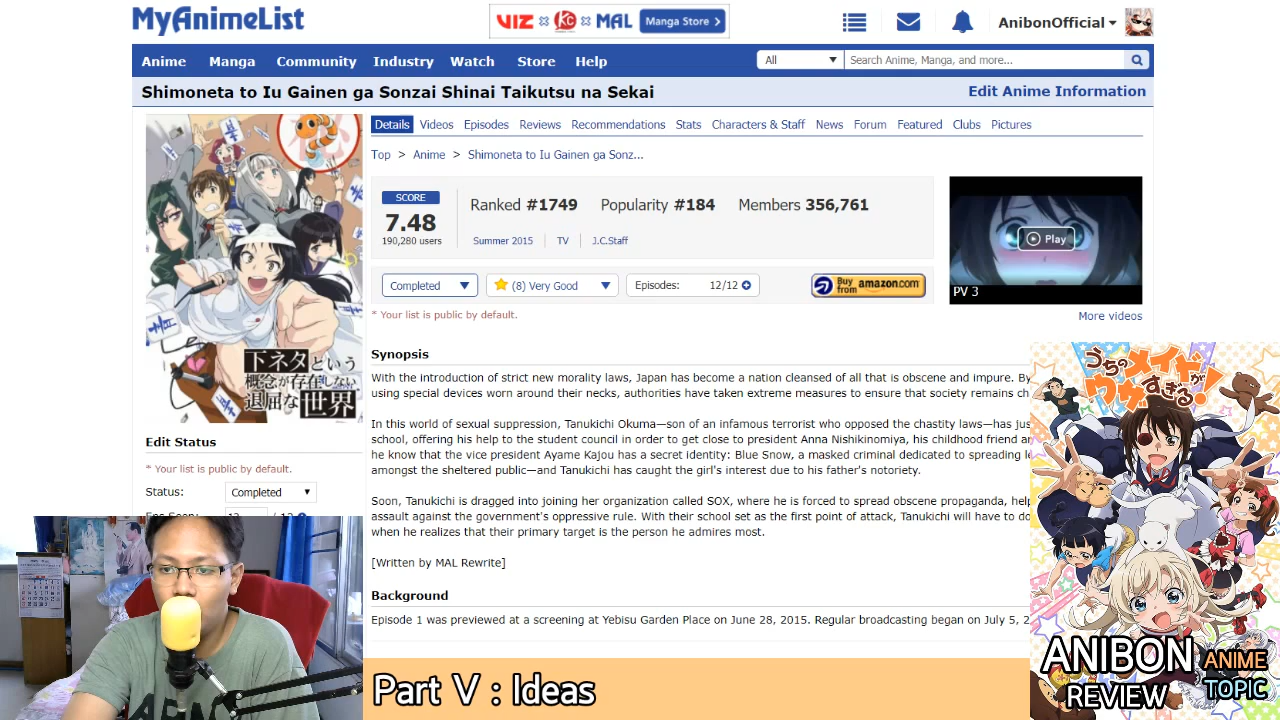 MyAnimeList
VIZ × KC × MAL Manga Store >
AnibonOfficial
Anime Manga Community Industry Watch Store Help
All
Search Anime, Manga, and more...
Shimoneta to Iu Gainen ga Sonzai Shinai Taikutsu na Sekai
Edit Anime Information
Details Videos Episodes Reviews Recommendations Stats Characters & Staff News Forum Featured Clubs Pictures
Top > Anime > Shimoneta to Iu Gainen ga Sonz...
SCORE
7.48
190,280 users
Ranked #1749 Popularity #184 Members 356,761
Summer 2015 TV J.C.Staff
Completed
(8) Very Good
Episodes: 12/12
Buy from amazon.com
* Your list is public by default.
Play
PV 3
More videos
下ネタという
概念が存在しない
退屈な世界
Synopsis
With the introduction of strict new morality laws, Japan has become a nation cleansed of all that is obscene and impure. By
using special devices worn around their necks, authorities have taken extreme measures to ensure that society remains ch
In this world of sexual suppression, Tanukichi Okuma—son of an infamous terrorist who opposed the chastity laws—has jus
school, offering his help to the student council in order to get close to president Anna Nishikinomiya, his childhood friend a
he know that the vice president Ayame Kajou has a secret identity: Blue Snow, a masked criminal dedicated to spreading l
amongst the sheltered public—and Tanukichi has caught the girl's interest due to his father's notoriety.
Soon, Tanukichi is dragged into joining her organization called SOX, where he is forced to spread obscene propaganda, help
assault against the government's oppressive rule. With their school set as the first point of attack, Tanukichi will have to do
when he realizes that their primary target is the person he admires most.
[Written by MAL Rewrite]
Background
Episode 1 was previewed at a screening at Yebisu Garden Place on June 28, 2015. Regular broadcasting began on July 5, 2
Edit Status
* Your list is public by default.
Status: Completed
うちのメイドが
ウザすぎる!
ANIBON
REVIEW
ANIME
TOPIC
Part V : Ideas